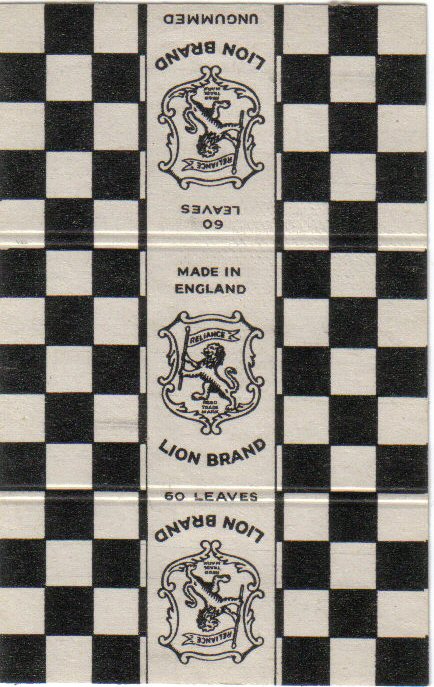 UNGUMMED
LION BRAND
REGD
TRADE
MARK
RELIANCE
60
LEAVES
MADE IN
ENGLAND
RELIANCE
REGD
TRADE
MARK
LION BRAND
60 LEAVES
LION BRAND
REGD
TRADE
MARK
RELIANCE